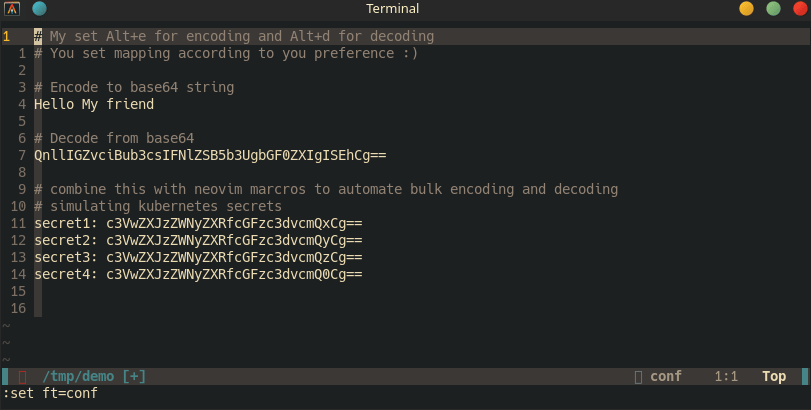 Terminal
1 # My set Alt+e for encoding and Alt+d for decoding
1 # You set mapping according to you preference :)
2
3 # Encode to base64 string
4 Hello My friend
5
6 # Decode from base64
7 QnllIGZvciBub3csIFNlZSB5b3UgbGF0ZXIgISEhCg==
8
9 # combine this with neovim marcros to automate bulk encoding and decoding
10 # simulating kubernetes secrets
11 secret1: c3VwZXJzZWNyZXRfcGFzc3dvcmQxCg==
12 secret2: c3VwZXJzZWNyZXRfcGFzc3dvcmQyCg==
13 secret3: c3VwZXJzZWNyZXRfcGFzc3dvcmQzCg==
14 secret4: c3VwZXJzZWNyZXRfcGFzc3dvcmQ0Cg==
15
16
~
~
~
/tmp/demo [+] conf 1:1 Top
:set ft=conf